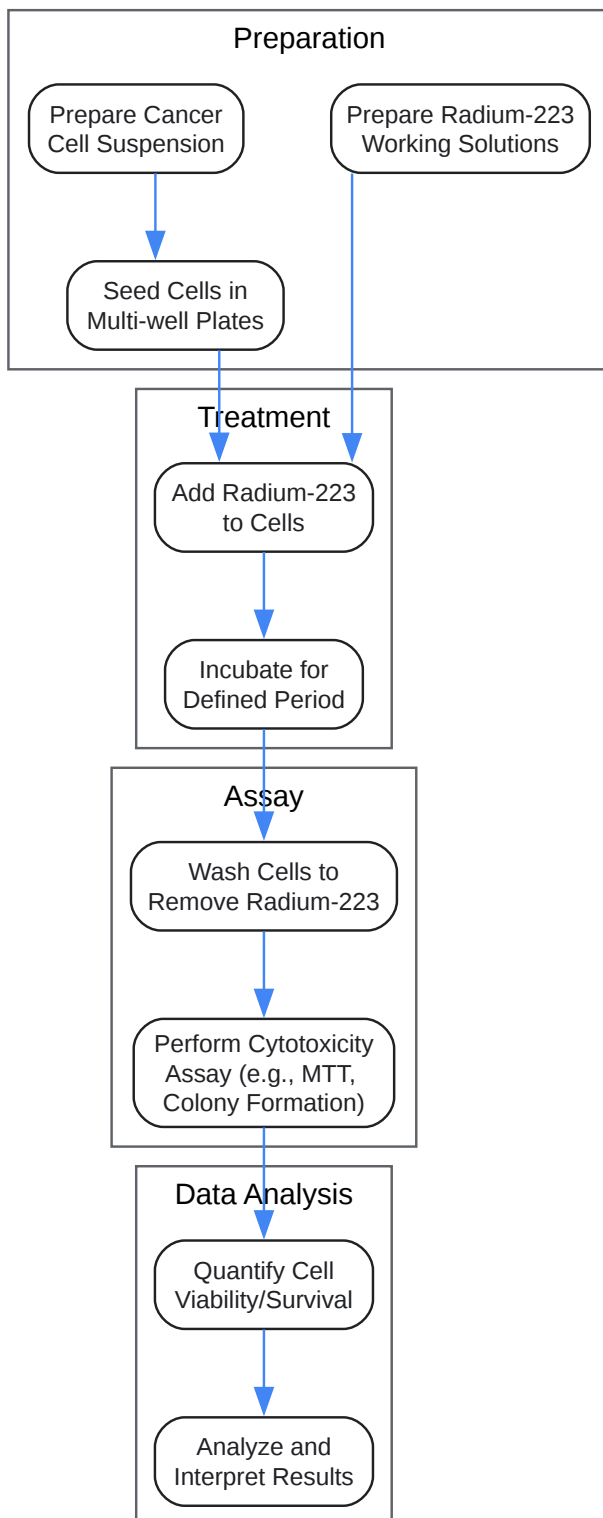 Preparation
Prepare Cancer
Cell Suspension
Prepare Radium-223
Working Solutions
Seed Cells in
Multi-well Plates
Treatment
Add Radium-223
to Cells
Incubate for
Defined Period
Assay
Wash Cells to
Remove Radium-223
Perform Cytotoxicity
Assay (e.g., MTT,
Colony Formation)
Data Analysis
Quantify Cell
Viability/Survival
Analyze and
Interpret Results